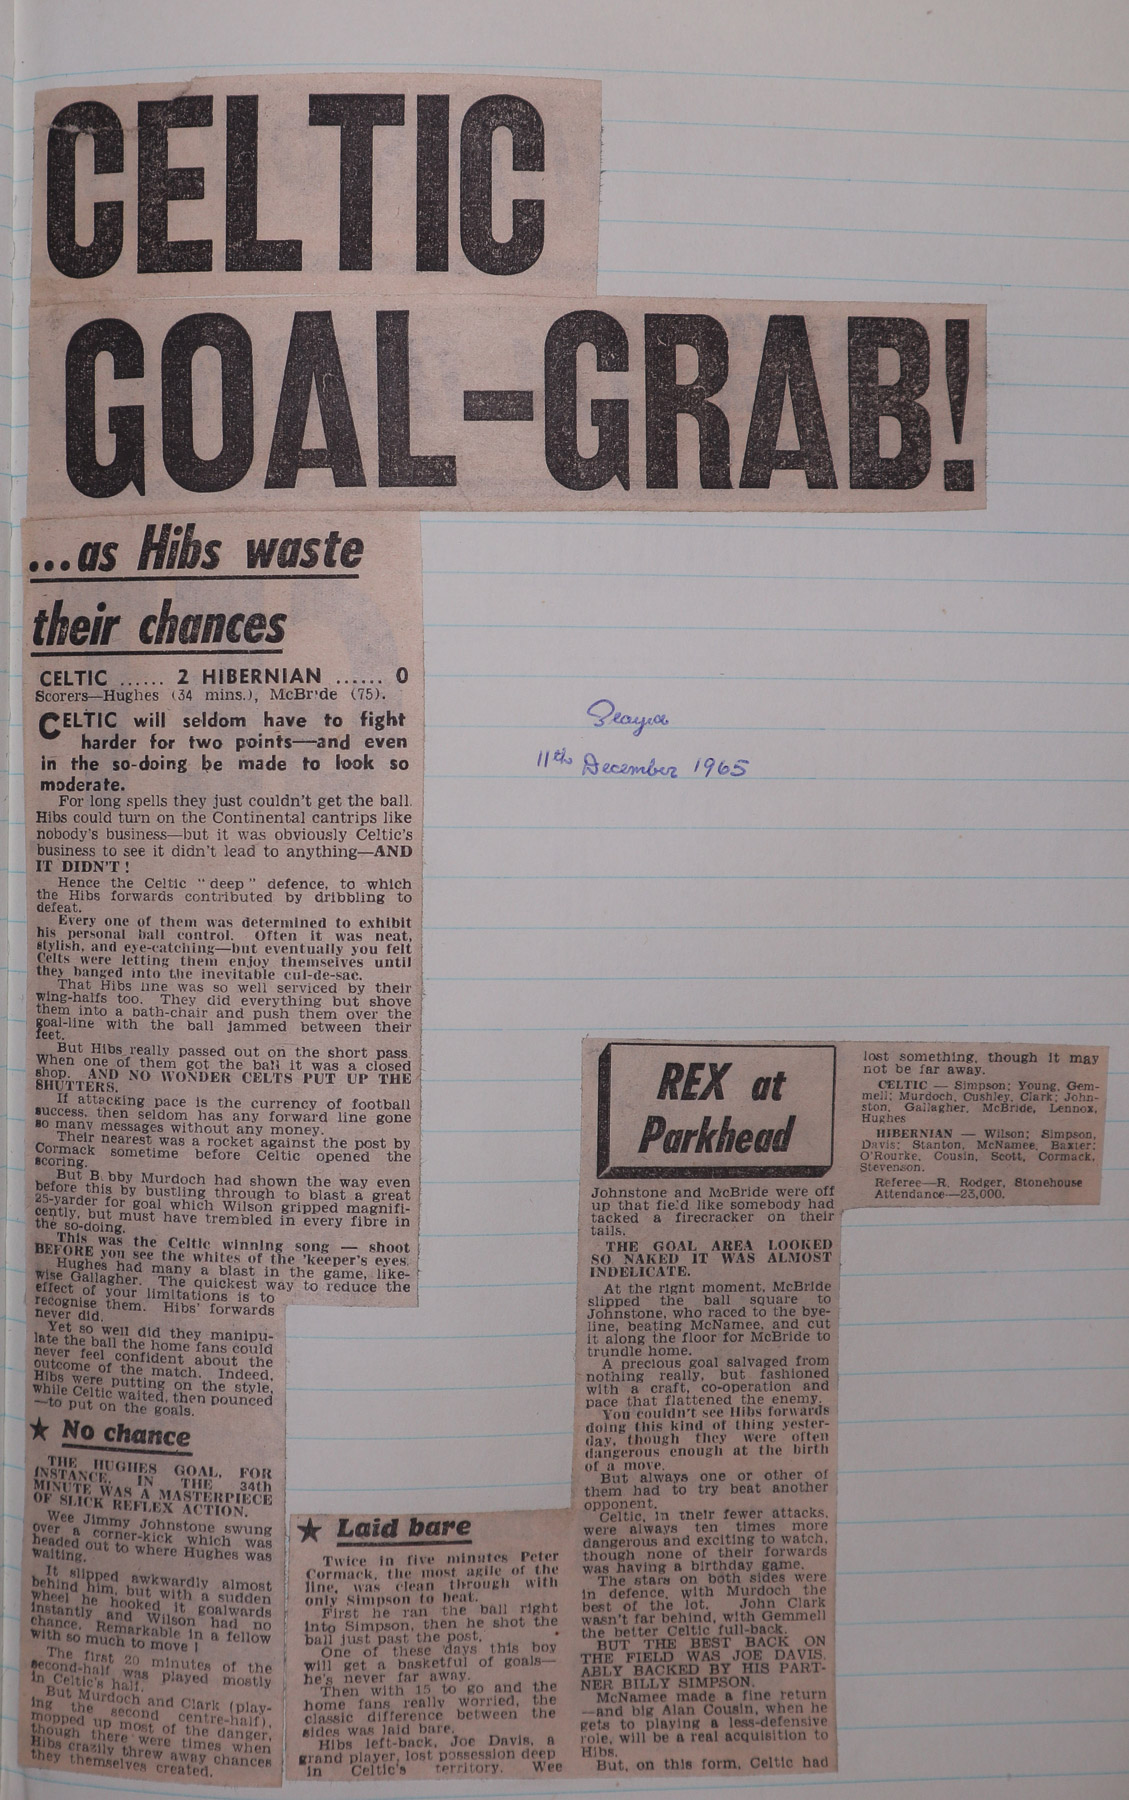 CELTIC
GOAL-GRAB!
...as Hibs waste
their chances
CELTIC ...... 2 HIBERNIAN ...... 0
Scorers—Hughes (34 mins.), McBride (75).
CELTIC will seldom have to fight
harder for two points—and even
in the so-doing be made to look so
moderate.
For long spells they just couldn't get the ball.
Hibs could turn on the Continental cantrips like
nobody's business—but it was obviously Celtic's
business to see it didn't lead to anything—AND
IT DIDN'T!
Hence the Celtic "deep" defence, to which
the Hibs forwards contributed by dribbling to
defeat.
Every one of them was determined to exhibit
his personal ball control. Often it was neat,
stylish, and eye-catching—but eventually you felt
Celts were letting them enjoy themselves until
they banged into the inevitable cul-de-sac.
That Hibs line was so well serviced by their
wing-halfs too. They did everything but shove
them into a bath-chair and push them over the
goal-line with the ball jammed between their
feet.
But Hibs really passed out on the short pass.
When one of them got the ball it was a closed
shop. AND NO WONDER CELTS PUT UP THE
SHUTTERS.
If attacking pace is the currency of football
success, then seldom has any forward line gone
so many messages without any money.
Their nearest was a rocket against the post by
Cormack sometime before Celtic opened the
scoring.
But B bby Murdoch had shown the way even
before this by bustling through to blast a great
25-yarder for goal which Wilson gripped magnifi-
cently, but must have trembled in every fibre in
the so-doing.
This was the Celtic winning song — shoot
BEFORE you see the whites of the 'keeper's eyes.
Hughes had many a blast in the game, like-
wise Gallagher. The quickest way to reduce the
effect of your limitations is to
recognise them. Hibs' forwards
never did.
Yet so well did they manipu-
late the ball the home fans could
never feel confident about the
outcome of the match. Indeed,
Hibs were putting on the style,
while Celtic waited, then pounced
—to put on the goals.
★ No chance
THE HUGHES GOAL, FOR
INSTANCE, IN THE 34th
MINUTE WAS A MASTERPIECE
OF SLICK REFLEX ACTION.
Wee Jimmy Johnstone swung
over a corner-kick which was
headed out to where Hughes was
waiting.
It slipped awkwardly almost
behind him, but with a sudden
wheel he hooked it goalwards
instantly and Wilson had no
chance. Remarkable in a fellow
with so much to move!
The first 20 minutes of the
second-half was played mostly
in Celtic's half.
But Murdoch and Clark (play-
ing the second centre-half),
mopped up most of the danger,
though there were times when
Hibs crazily threw away chances
they themselves created.
★ Laid bare
Twice in five minutes Peter
Cormack, the most agile of the
line, was clean through with
only Simpson to beat.
First he ran the ball right
into Simpson, then he shot the
ball just past the post.
One of these days this boy
will get a basketful of goals—
he's never far away.
Then with 15 to go and the
home fans really worried, the
classic difference between the
sides was laid bare.
Hibs left-back, Joe Davis, a
grand player, lost possession deep
in Celtic's territory. Wee
11th December 1965
REX at
Parkhead
Johnstone and McBride were off
up that field like somebody had
tacked a firecracker on their
tails.
THE GOAL AREA LOOKED
SO NAKED IT WAS ALMOST
INDELICATE.
At the right moment, McBride
slipped the ball square to
Johnstone, who raced to the bye-
line, beating McNamee, and cut
it along the floor for McBride to
trundle home.
A precious goal salvaged from
nothing really, but fashioned
with a craft, co-operation and
pace that flattened the enemy.
You couldn't see Hibs forwards
doing this kind of thing yester-
day, though they were often
dangerous enough at the birth
of a move.
But always one or other of
them had to try beat another
opponent.
Celtic, in their fewer attacks,
were always ten times more
dangerous and exciting to watch,
though none of their forwards
was having a birthday game.
The stars on both sides were
in defence, with Murdoch the
best of the lot. John Clark
wasn't far behind, with Gemmell
the better Celtic full-back.
BUT THE BEST BACK ON
THE FIELD WAS JOE DAVIS,
ABLY BACKED BY HIS PART-
NER BILLY SIMPSON.
McNamee made a fine return
—and big Alan Cousin, when he
gets to playing a less-defensive
role, will be a real acquisition to
Hibs.
But, on this form, Celtic had
lost something, though it may
not be far away.
CELTIC — Simpson; Young, Gem-
mell; Murdoch, Cushley, Clark; John-
ston, Gallagher, McBride, Lennox,
Hughes
HIBERNIAN — Wilson; Simpson,
Davis; Stanton, McNamee, Baxter;
O'Rourke, Cousin, Scott, Cormack,
Stevenson.
Referee—R. Rodger, Stonehouse
Attendance—23,000.